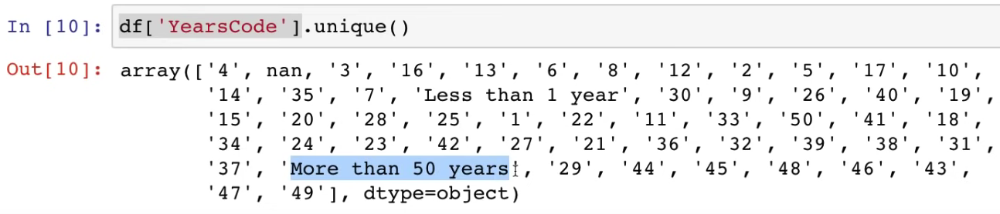 In [10]: df['YearsCode'].unique()
Out[10]: array(['4', nan, '3', '16', '13', '6', '8', '12', '2', '5', '17', '10',
'14', '35', '7', 'Less than 1 year', '30', '9', '26', '40', '19',
'15', '20', '28', '25', '1', '22', '11', '33', '50', '41', '18',
'34', '24', '23', '42', '27', '21', '36', '32', '39', '38', '31',
'37', 'More than 50 years', '29', '44', '45', '48', '46', '43',
'47', '49'], dtype=object)